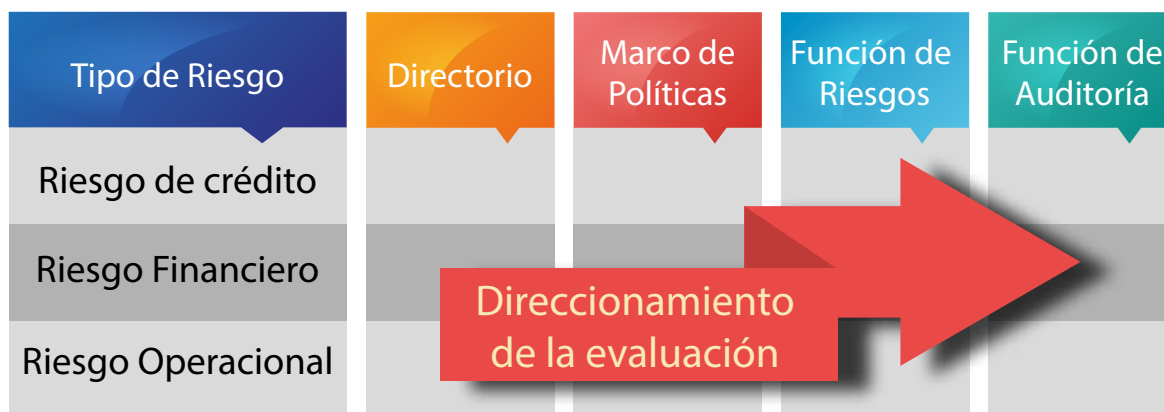 Tipo de Riesgo
Directorio
Marco de
Políticas
Función de
Riesgos
Función de
Auditoría
Riesgo de crédito
Riesgo Financiero
Riesgo Operacional
Direccionamiento
de la evaluación